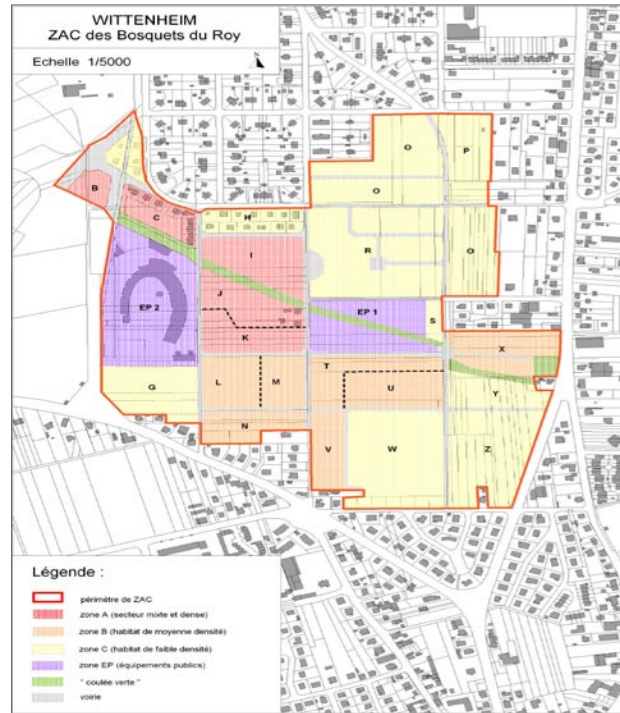 WITTENHEIM
ZAC des Bosquets du Roy
Echelle 1/5000
N
O
P
B
O
C
H
R
O
I
J
EP 2
EP 1
S
K
X
T
L
M
U
G
Y
N
V
W
Z
Légende :
périmètre de ZAC
zone A (secteur mixte et dense)
zone B (habitat de moyenne densité)
zone C (habitat de faible densité)
zone EP (équipements publics)
" coulée verte "
voirie